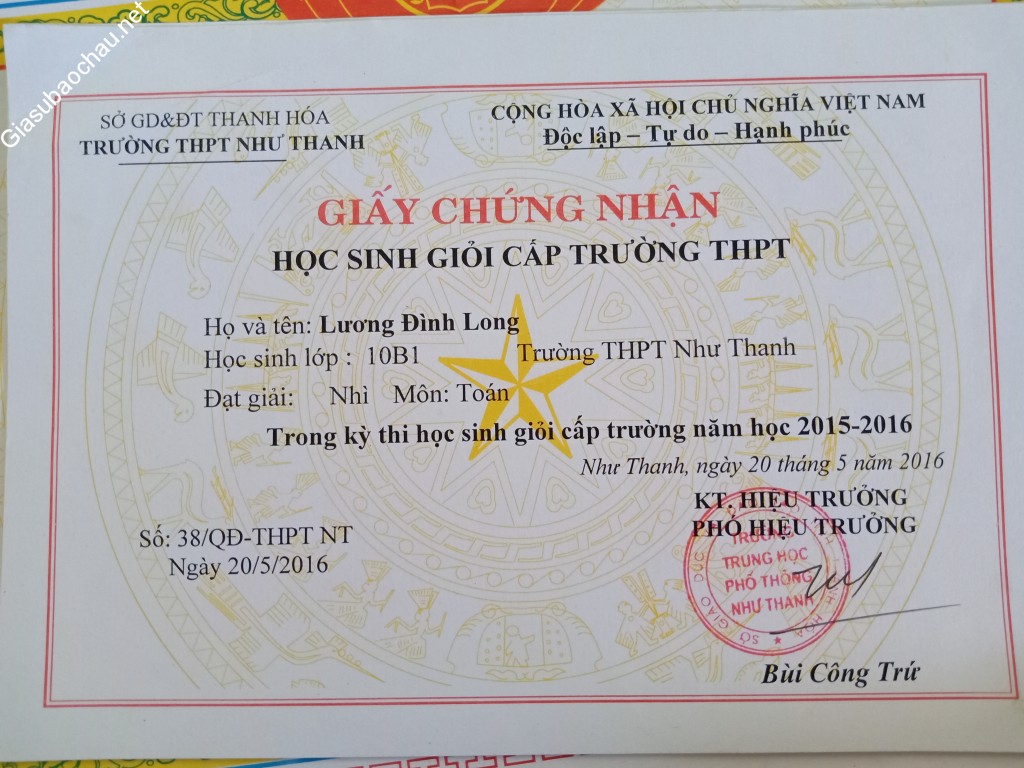 Giasubaochau.net
SỞ GD&ĐT THANH HÓA
TRƯỜNG THPT NHƯ THANH
CỘNG HÒA XÃ HỘI CHỦ NGHĨA VIỆT NAM
Độc lập – Tự do – Hạnh phúc
GIẤY CHỨNG NHẬN
HỌC SINH GIỎI CẤP TRƯỜNG THPT
Họ và tên: Lương Đình Long
Học sinh lớp : 10B1 Trường THPT Như Thanh
Đạt giải: Nhì Môn: Toán
Trong kỳ thi học sinh giỏi cấp trường năm học 2015-2016
Như Thanh, ngày 20 tháng 5 năm 2016
KT. HIỆU TRƯỞNG
PHÓ HIỆU TRƯỞNG
Số: 38/QĐ-THPT NT
Ngày 20/5/2016
TRƯỜNG
TRUNG HỌC
PHỔ THÔNG
NHƯ THANH
SỞ GIÁO DỤC
Bùi Công Trứ